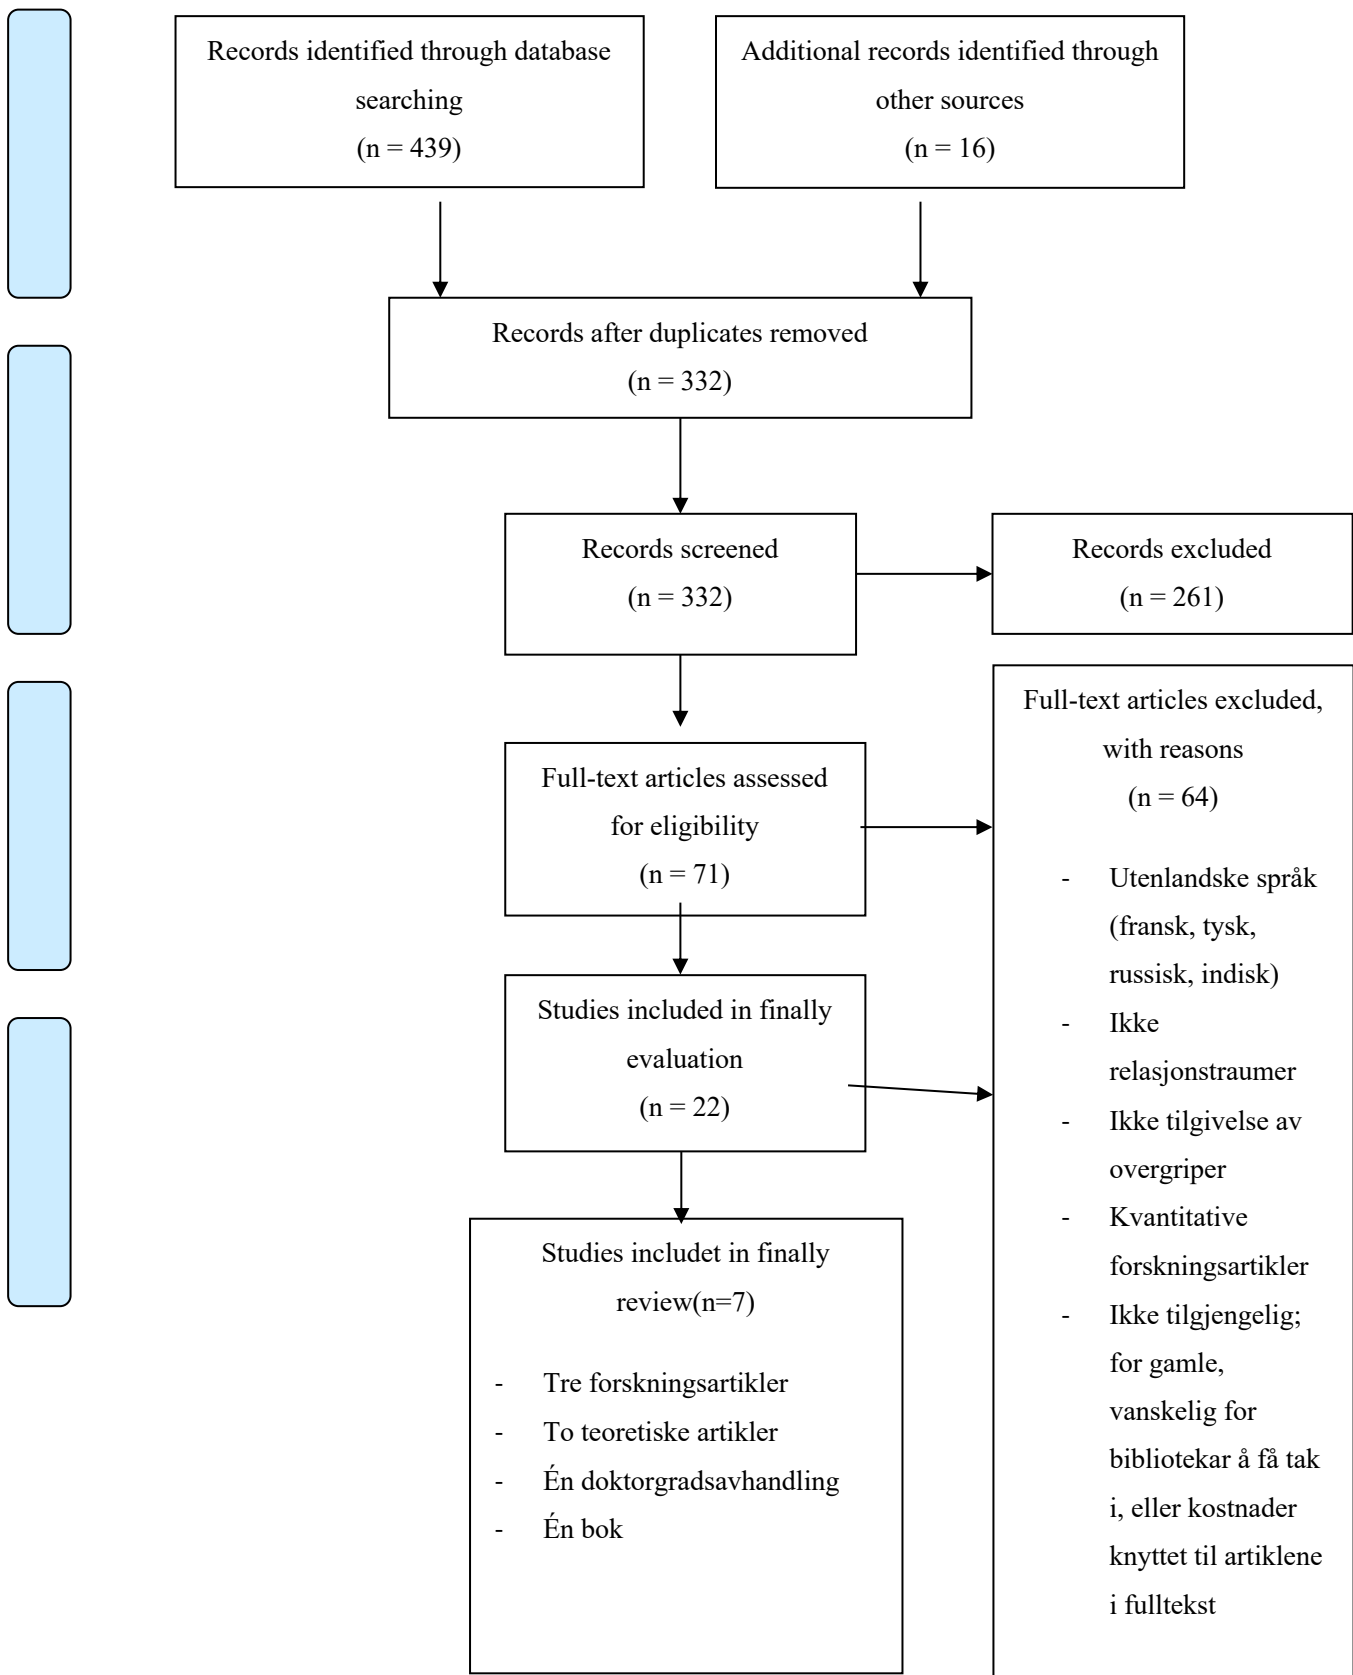 Records identified through database
searching
(n = 439)
Additional records identified through
other sources
(n = 16)
Records after duplicates removed
(n = 332)
Records screened
(n = 332)
Records excluded
(n = 261)
Full-text articles assessed
for eligibility
(n = 71)
Full-text articles excluded,
with reasons
(n = 64)
- Utenlandske språk
(fransk, tysk,
russisk, indisk)
- Ikke
relasjonstraumer
- Ikke tilgivelse av
overgriper
- Kvantitative
forskningsartikler
- Ikke tilgjengelig;
for gamle,
vanskelig for
bibliotekar å få tak
i, eller kostnader
knyttet til artiklene
i fulltekst
Studies included in finally
evaluation
(n = 22)
Studies includet in finally
review(n=7)
- Tre forskningsartikler
- To teoretiske artikler
- Én doktorgradsavhandling
- Én bok